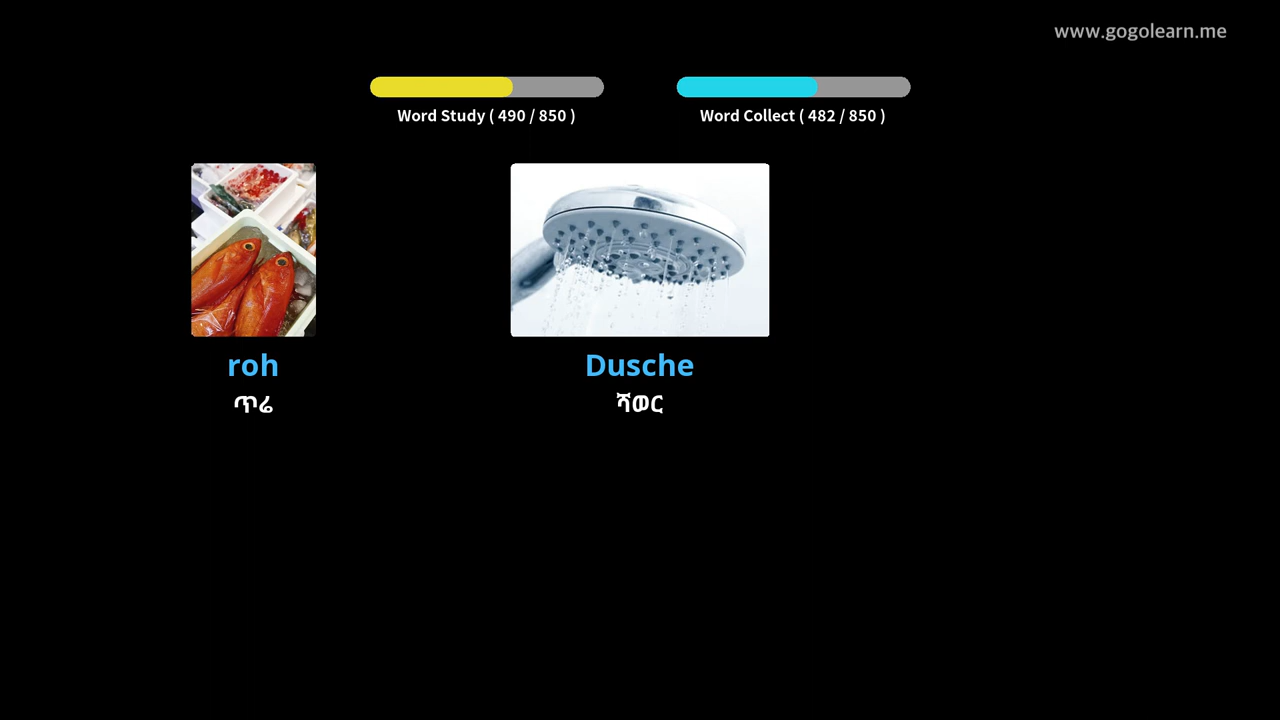 www.gogolearn.me
Word Study ( 490 / 850 )
Word Collect ( 482 / 850 )
roh
ጥሬ
Dusche
ሻወር